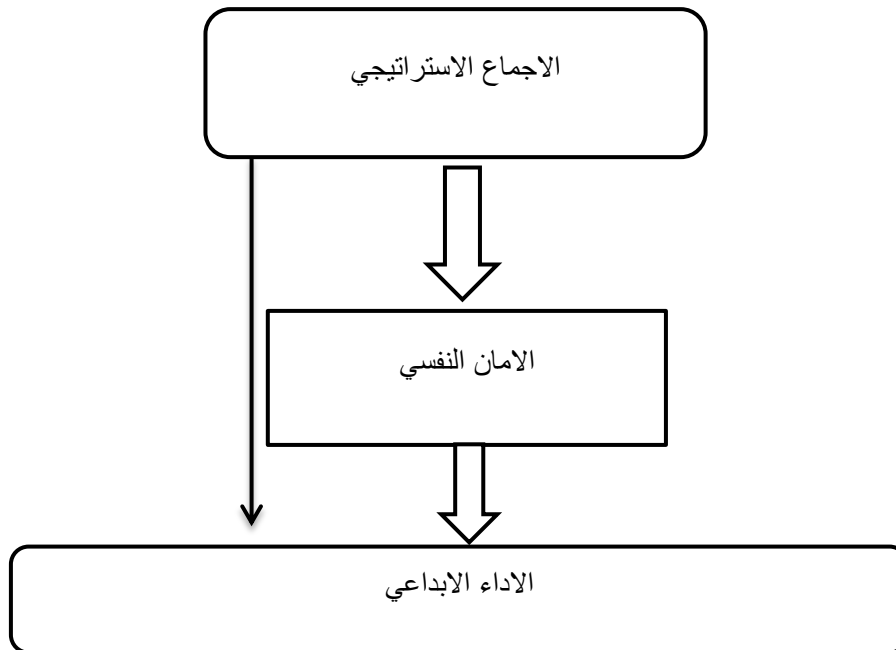 الاجماع الاستراتيجي
الامان النفسي
الاداء الابداعي